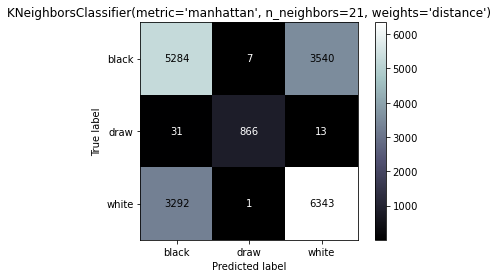 KNeighborsClassifier(metric='manhattan', n_neighbors=21, weights='distance')
black 5284 7 3540
draw 31 866 13
white 3292 1 6343
black draw white
True label
Predicted label
6000
5000
4000
3000
2000
1000